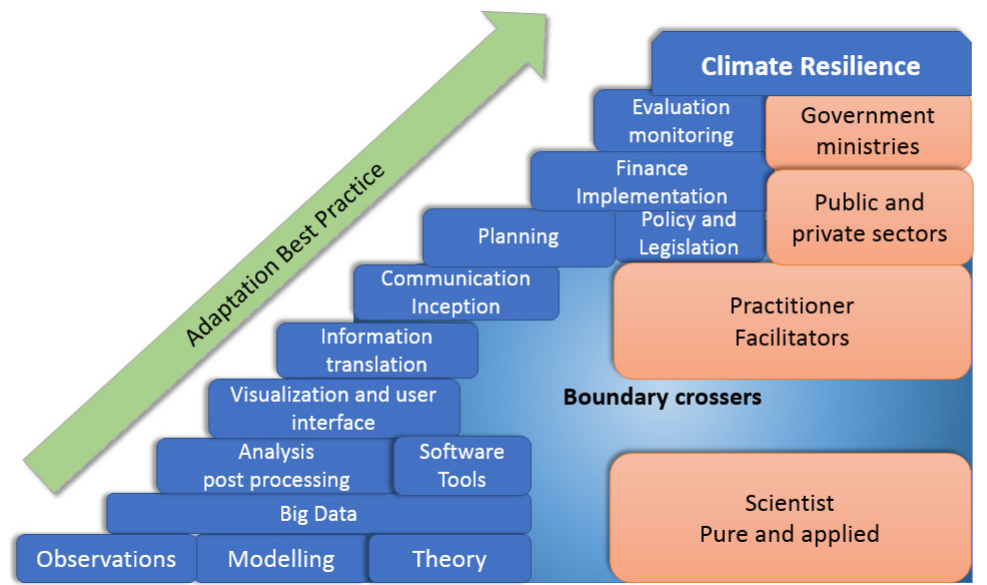 Adaptation Best Practice
Climate Resilience
Evaluation
monitoring
Government
ministries
Finance
Implementation
Public and
private sectors
Planning
Policy and
Legislation
Communication
Inception
Practitioner
Facilitators
Information
translation
Visualization and user
interface
Boundary crossers
Analysis
post processing
Software
Tools
Big Data
Scientist
Pure and applied
Observations
Modelling
Theory